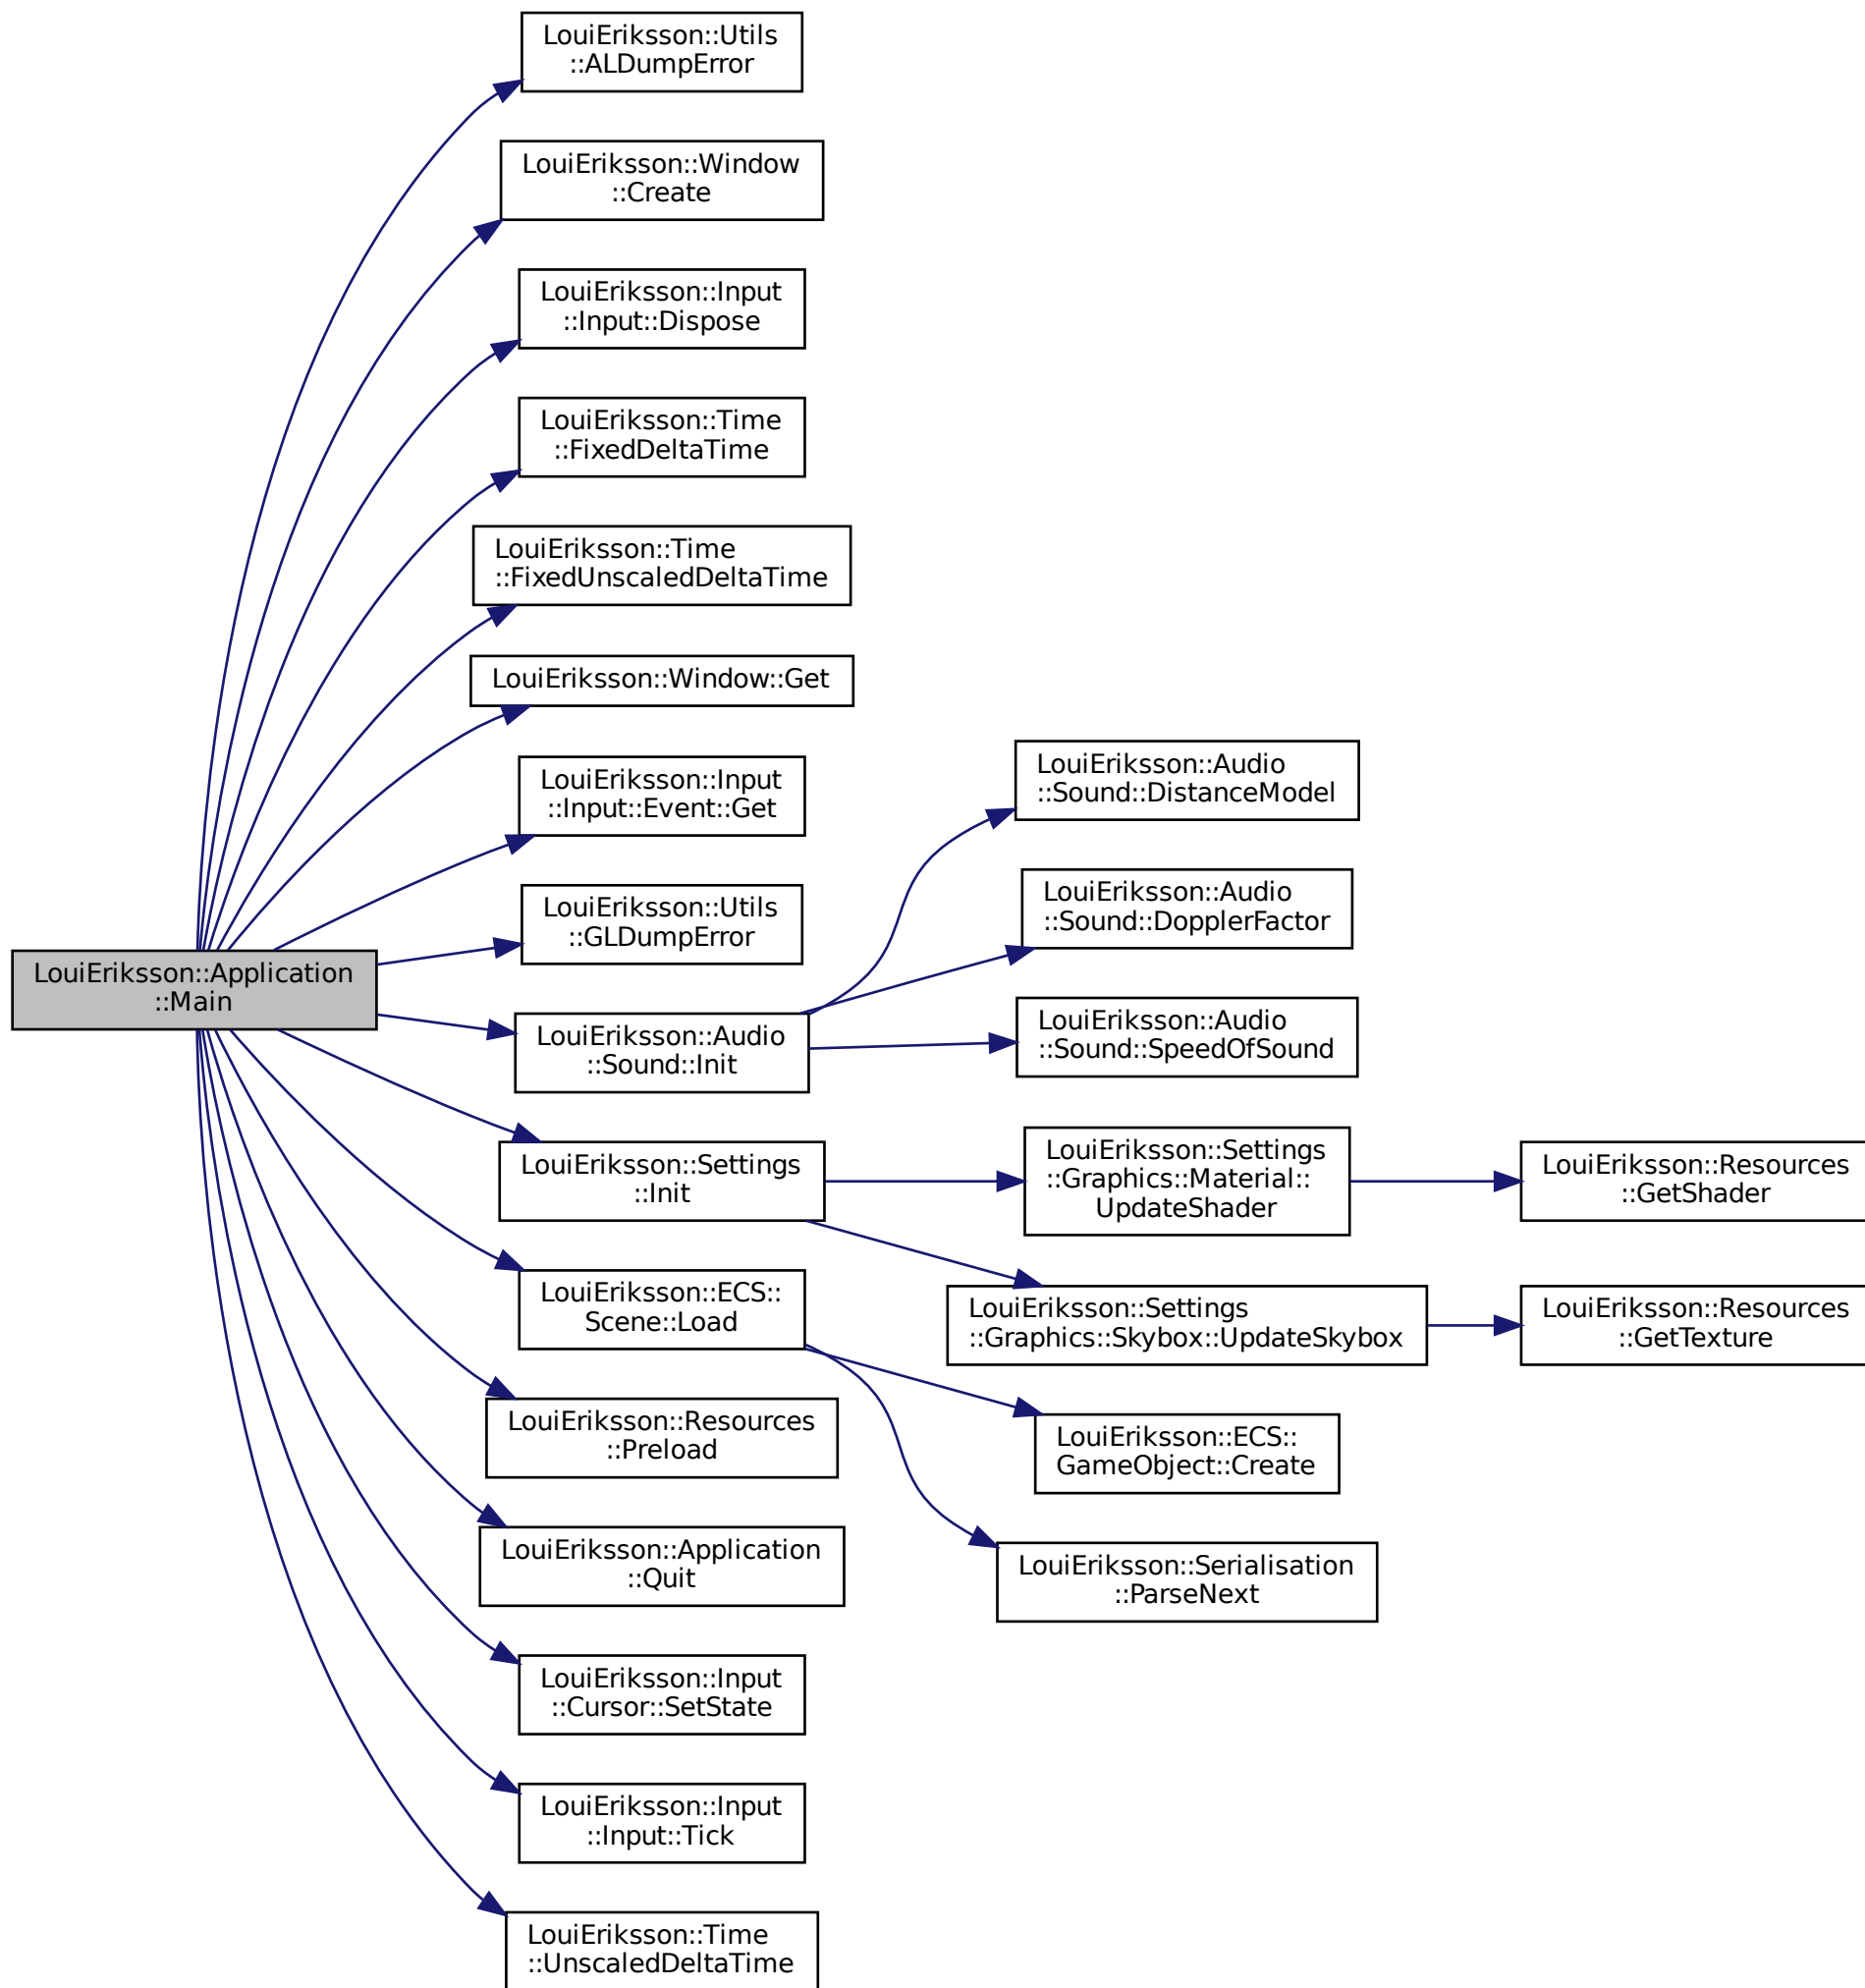 LouiEriksson::Utils
::ALDumpError
LouiEriksson::Window
::Create
LouiEriksson::Input
::Input::Dispose
LouiEriksson::Time
::FixedDeltaTime
LouiEriksson::Time
::FixedUnscaledDeltaTime
LouiEriksson::Window::Get
LouiEriksson::Input
::Input::Event::Get
LouiEriksson::Utils
::GLDumpError
LouiEriksson::Application
::Main
LouiEriksson::Audio
::Sound::Init
LouiEriksson::Audio
::Sound::DistanceModel
LouiEriksson::Audio
::Sound::DopplerFactor
LouiEriksson::Audio
::Sound::SpeedOfSound
LouiEriksson::Settings
::Init
LouiEriksson::Settings
::Graphics::Material::
UpdateShader
LouiEriksson::Resources
::GetShader
LouiEriksson::Settings
::Graphics::Skybox::UpdateSkybox
LouiEriksson::Resources
::GetTexture
LouiEriksson::ECS::
Scene::Load
LouiEriksson::ECS::
GameObject::Create
LouiEriksson::Serialisation
::ParseNext
LouiEriksson::Resources
::Preload
LouiEriksson::Application
::Quit
LouiEriksson::Input
::Cursor::SetState
LouiEriksson::Input
::Input::Tick
LouiEriksson::Time
::UnscaledDeltaTime